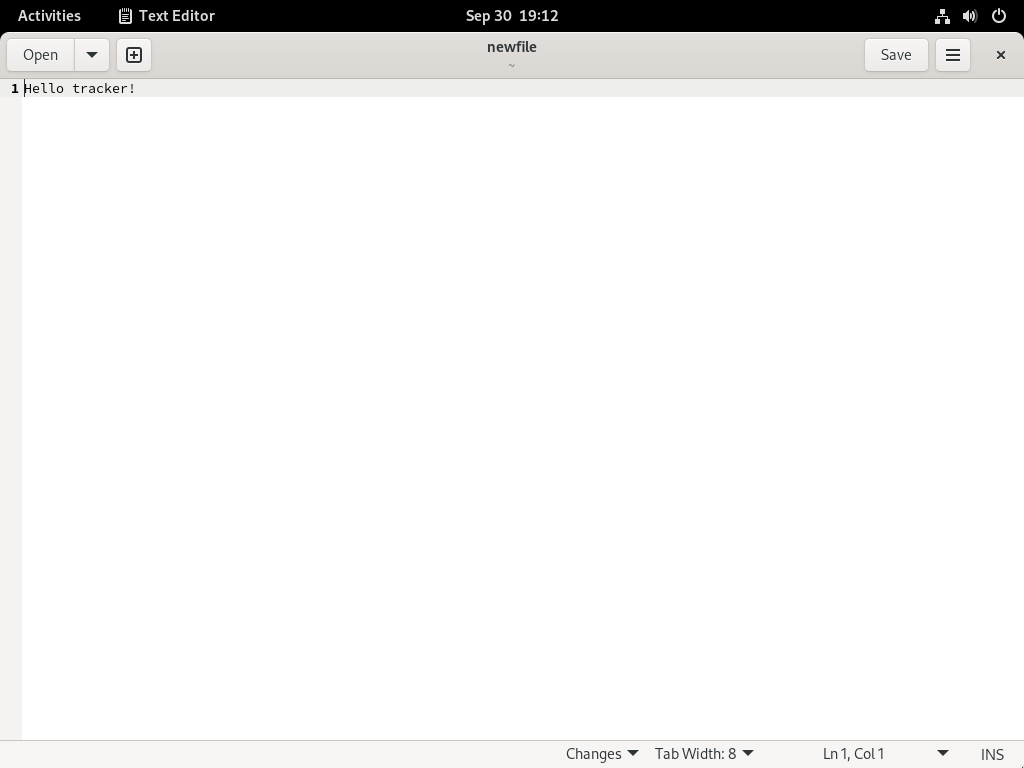 Activities Text Editor Sep 30 19:12
Open newfile Save
~
1 Hello tracker!
Changes Tab Width: 8 Ln 1, Col 1 INS